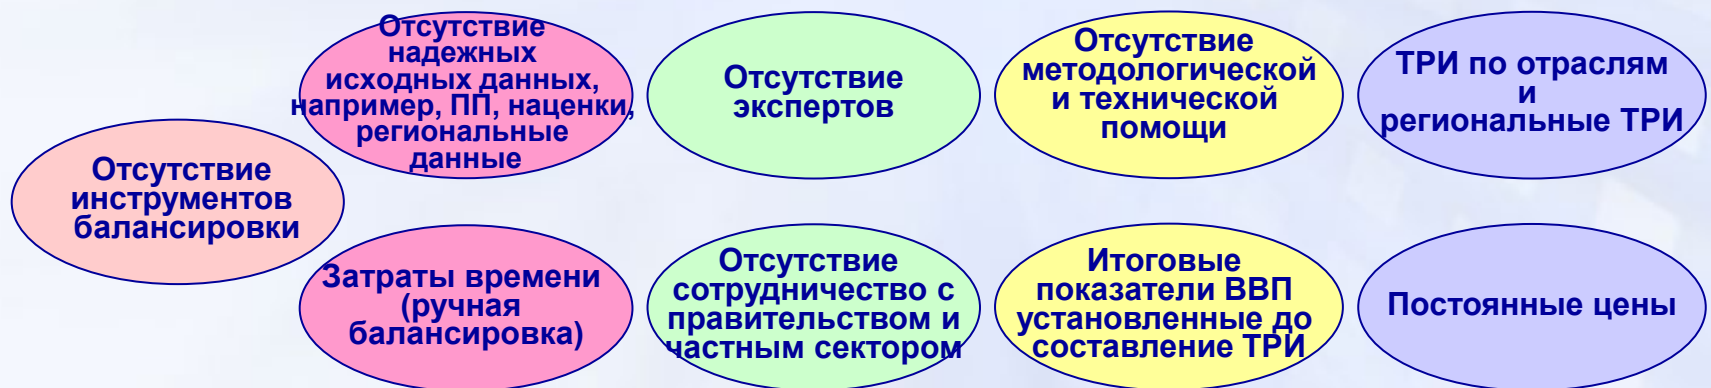 Отсутствие
инструментов
балансировки
Отсутствие
надежных
исходных данных,
например, ПП, наценки,
региональные
данные
Отсутствие
экспертов
Отсутствие
методологической
и технической
помощи
ТРИ по отраслям
и
региональные ТРИ
Затраты времени
(ручная
балансировка)
Отсутствие
сотрудничество с
правительством и
частным сектором
Итоговые
показатели ВВП
установленные до
составление ТРИ
Постоянные цены